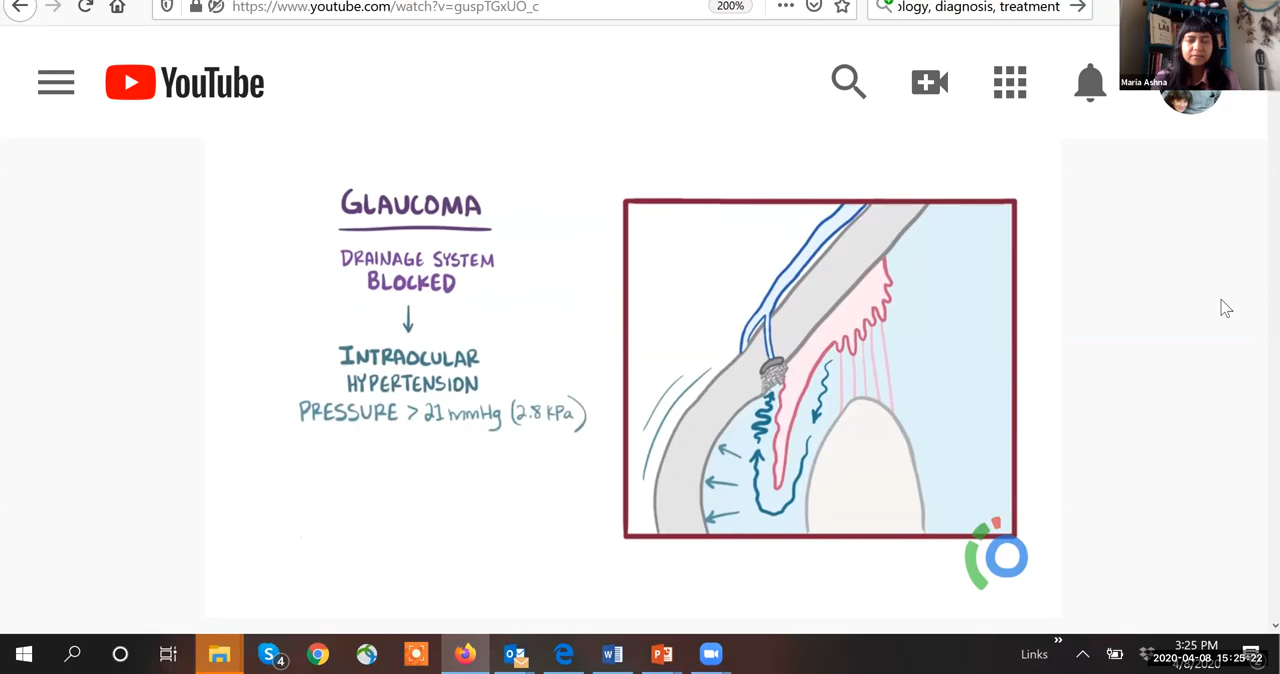 https://www.youtube.com/watch?v=guspTGxUO_c
200%
ology, diagnosis, treatment
Maria Ashna
YouTube
GLAUCOMA
DRAINAGE SYSTEM
BLOCKED
INTRAOCULAR
HYPERTENSION
PRESSURE > 21 mmHg (2.8 kPa)
4
Links
3:25 PM
2020-04-08 15:25:22